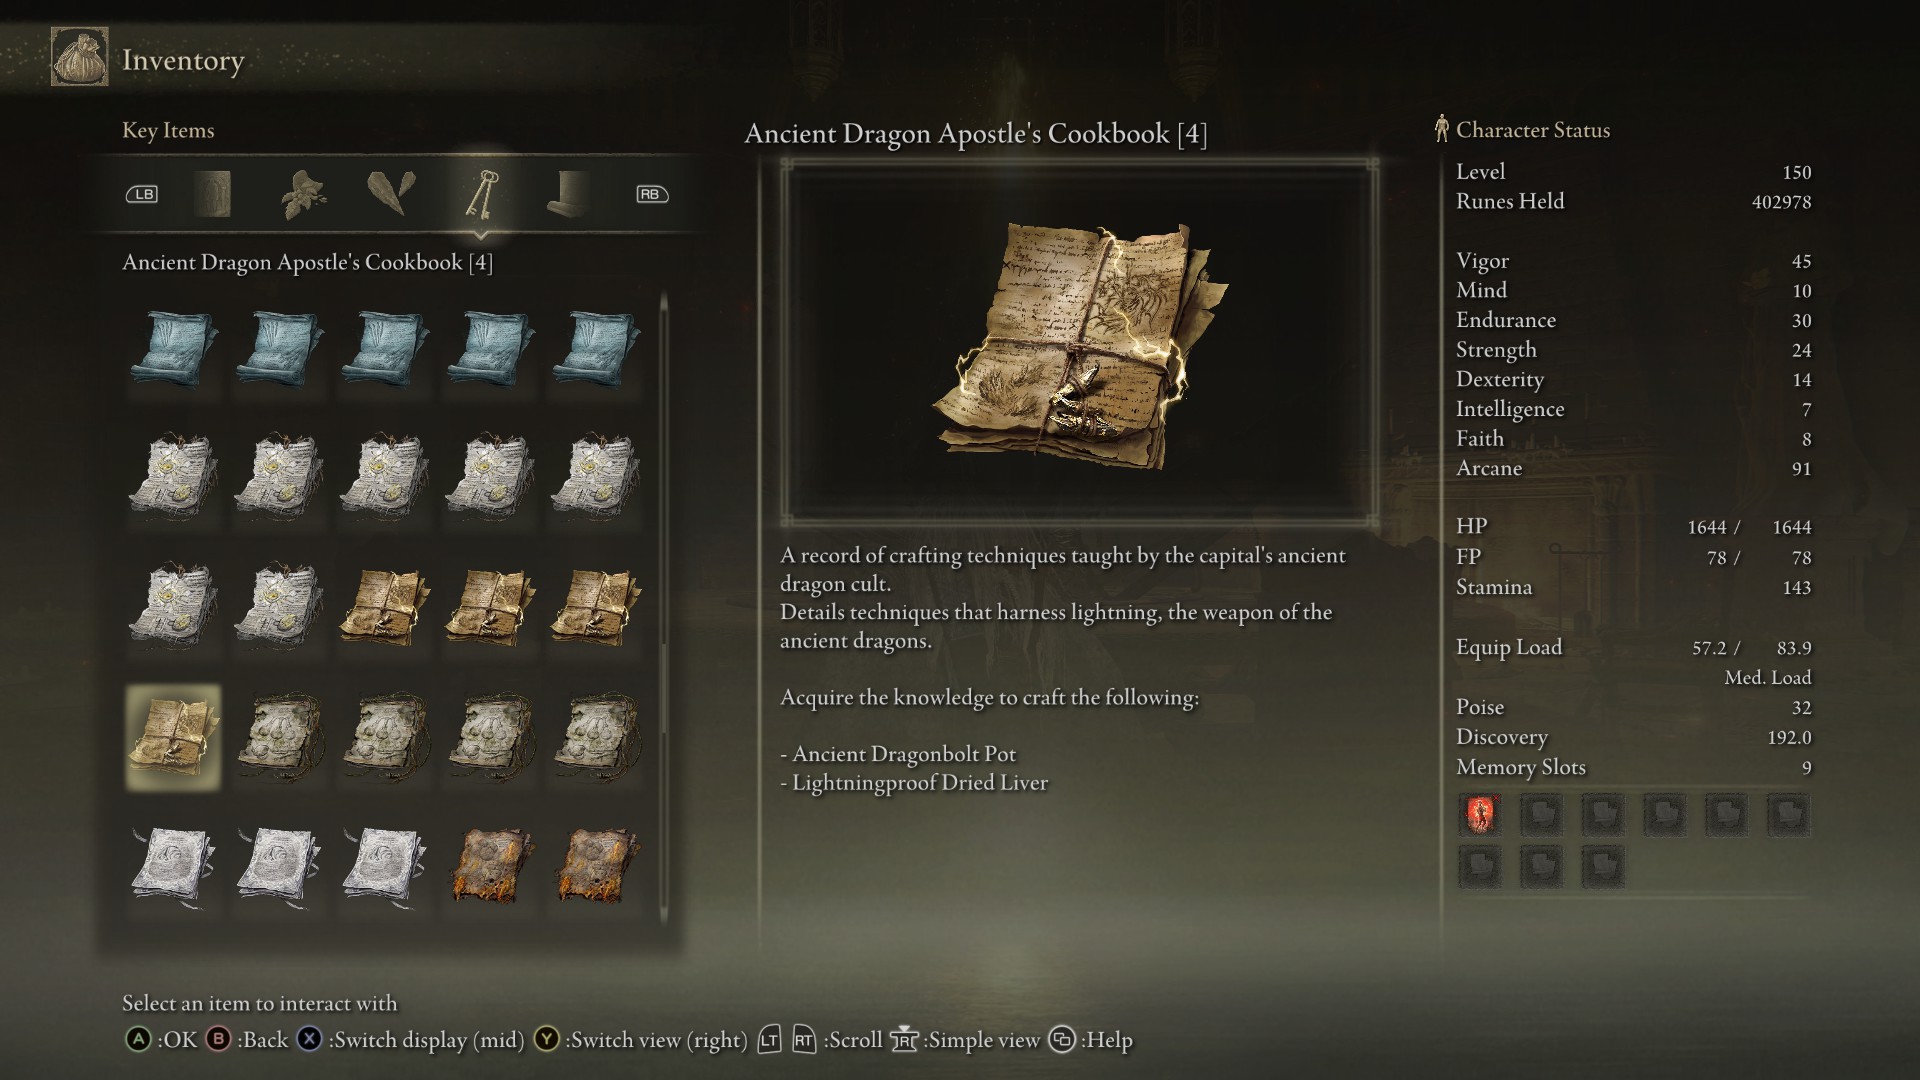 Inventory
Key Items
LB
RB
Ancient Dragon Apostle's Cookbook [4]
Ancient Dragon Apostle's Cookbook [4]
A record of crafting techniques taught by the capital's ancient
dragon cult.
Details techniques that harness lightning, the weapon of the
ancient dragons.
Acquire the knowledge to craft the following:
- Ancient Dragonbolt Pot
- Lightningproof Dried Liver
Character Status
Level 150
Runes Held 402978
Vigor 45
Mind 10
Endurance 30
Strength 24
Dexterity 14
Intelligence 7
Faith 8
Arcane 91
HP 1644 / 1644
FP 78 / 78
Stamina 143
Equip Load 57.2 / 83.9
Med. Load
Poise 32
Discovery 192.0
Memory Slots 9
Select an item to interact with
A :OK B :Back X :Switch display (mid) Y :Switch view (right) LT RT :Scroll R :Simple view :Help